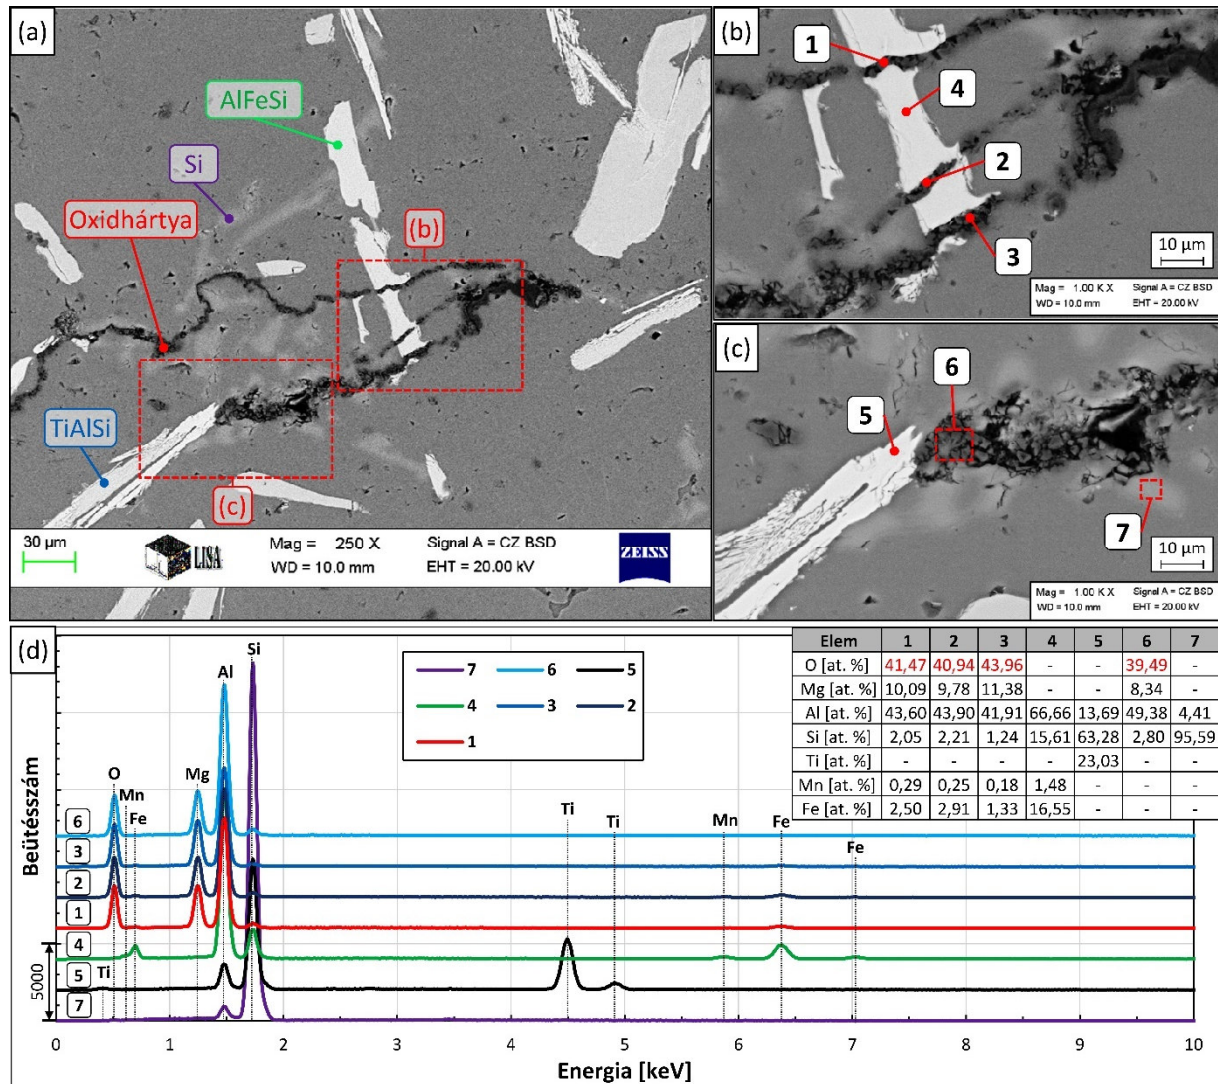 (a)
AlFeSi
Si
Oxidhártya
(b)
TiAlSi
(c)
30 µm
LISA
Mag = 250 X
WD = 10.0 mm
Signal A = CZ BSD
EHT = 20.00 kV
ZEISS
(b)
1
4
2
3
10 µm
Mag = 1.00 K X
WD = 10.0 mm
Signal A = CZ BSD
EHT = 20.00 kV
(c)
6
5
7
10 µm
Mag = 1.00 K X
WD = 10.0 mm
Signal A = CZ BSD
EHT = 20.00 kV
(d)
Si
Al
O
Mn
Fe
Mg
7 6 5
4 3 2
1
Elem 1 2 3 4 5 6 7
O [at. %] 41,47 40,94 43,96 - - 39,49 -
Mg [at. %] 10,09 9,78 11,38 - - 8,34 -
Al [at. %] 43,60 43,90 41,91 66,66 13,69 49,38 4,41
Si [at. %] 2,05 2,21 1,24 15,61 63,28 2,80 95,59
Ti [at. %] - - - - 23,03 - -
Mn [at. %] 0,29 0,25 0,18 1,48 - - -
Fe [at. %] 2,50 2,91 1,33 16,55 - - -
Ti
Ti
Mn
Fe
Fe
Beütésszám
6
3
2
1
4
5
7
Ti
5000
0 1 2 3 4 5 6 7 8 9 10
Energia [keV]